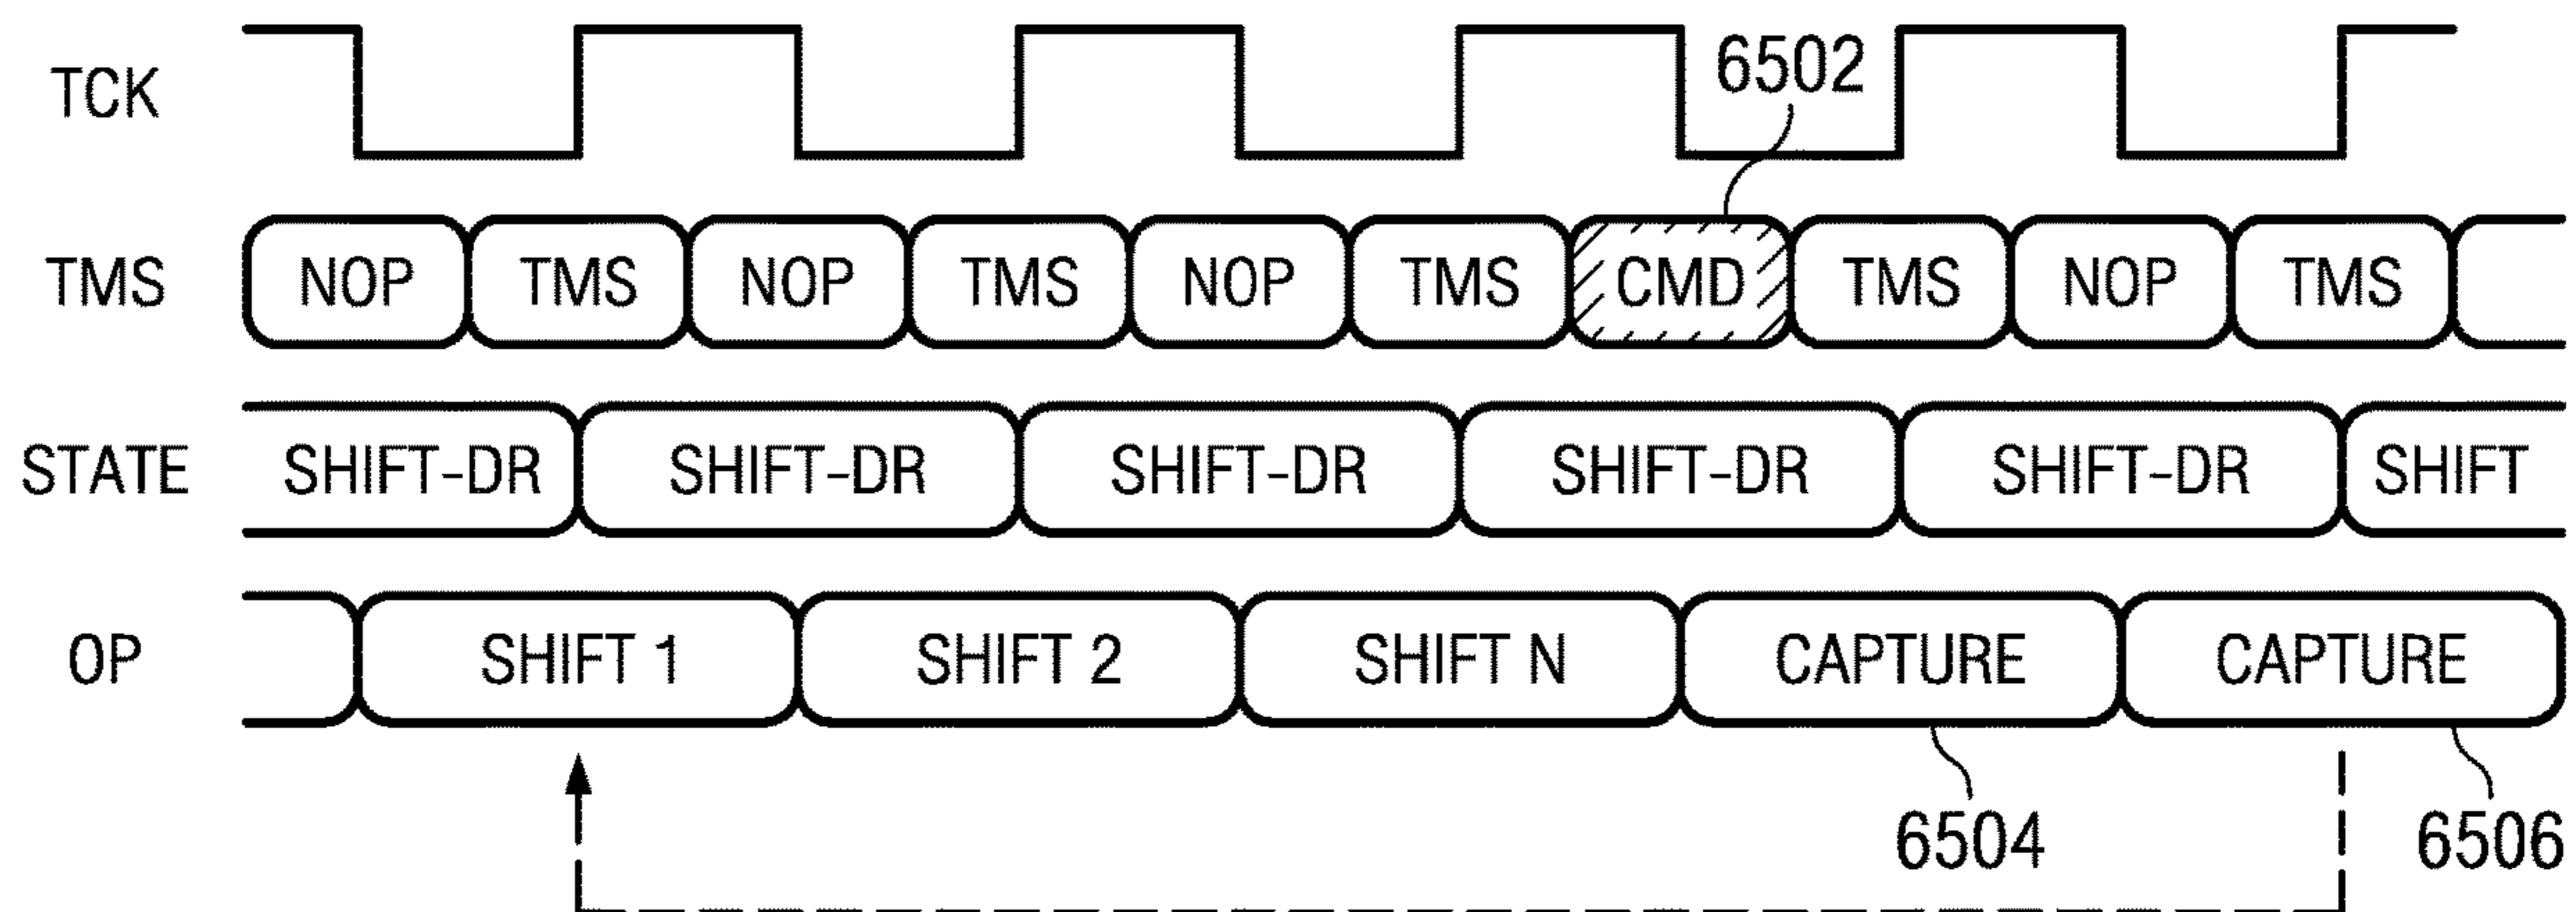 TCK
6502
TMS NOP TMS NOP TMS NOP TMS CMD TMS NOP TMS
STATE SHIFT-DR SHIFT-DR SHIFT-DR SHIFT-DR SHIFT-DR SHIFT
OP SHIFT 1 SHIFT 2 SHIFT N CAPTURE CAPTURE
6504 6506